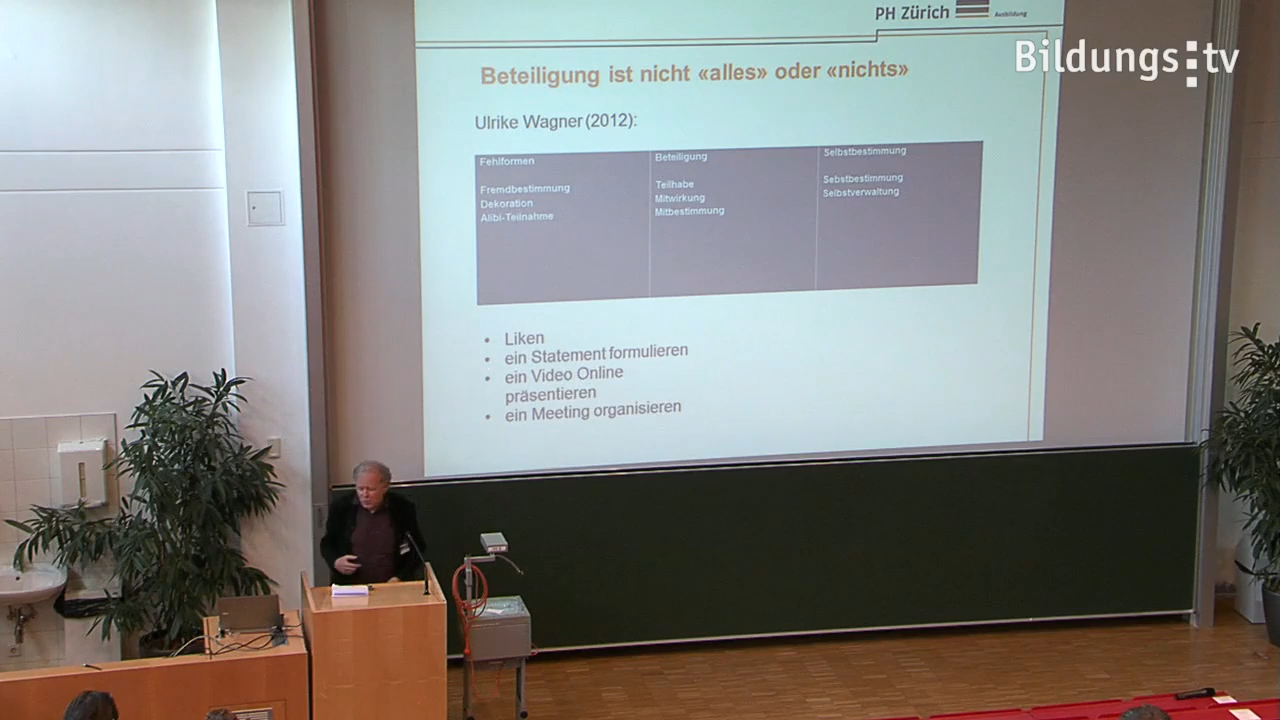 PH Zürich
Ausbildung
Bildungs:tv
Beteiligung ist nicht «alles» oder «nichts»
Ulrike Wagner (2012):
Fehlformen
Fremdbestimmung
Dekoration
Alibi-Teilnahme
Beteiligung
Teilhabe
Mitwirkung
Mitbestimmung
Selbstbestimmung
Sebstbestimmung
Selbstverwaltung
• Liken
• ein Statement formulieren
• ein Video Online
präsentieren
• ein Meeting organisieren